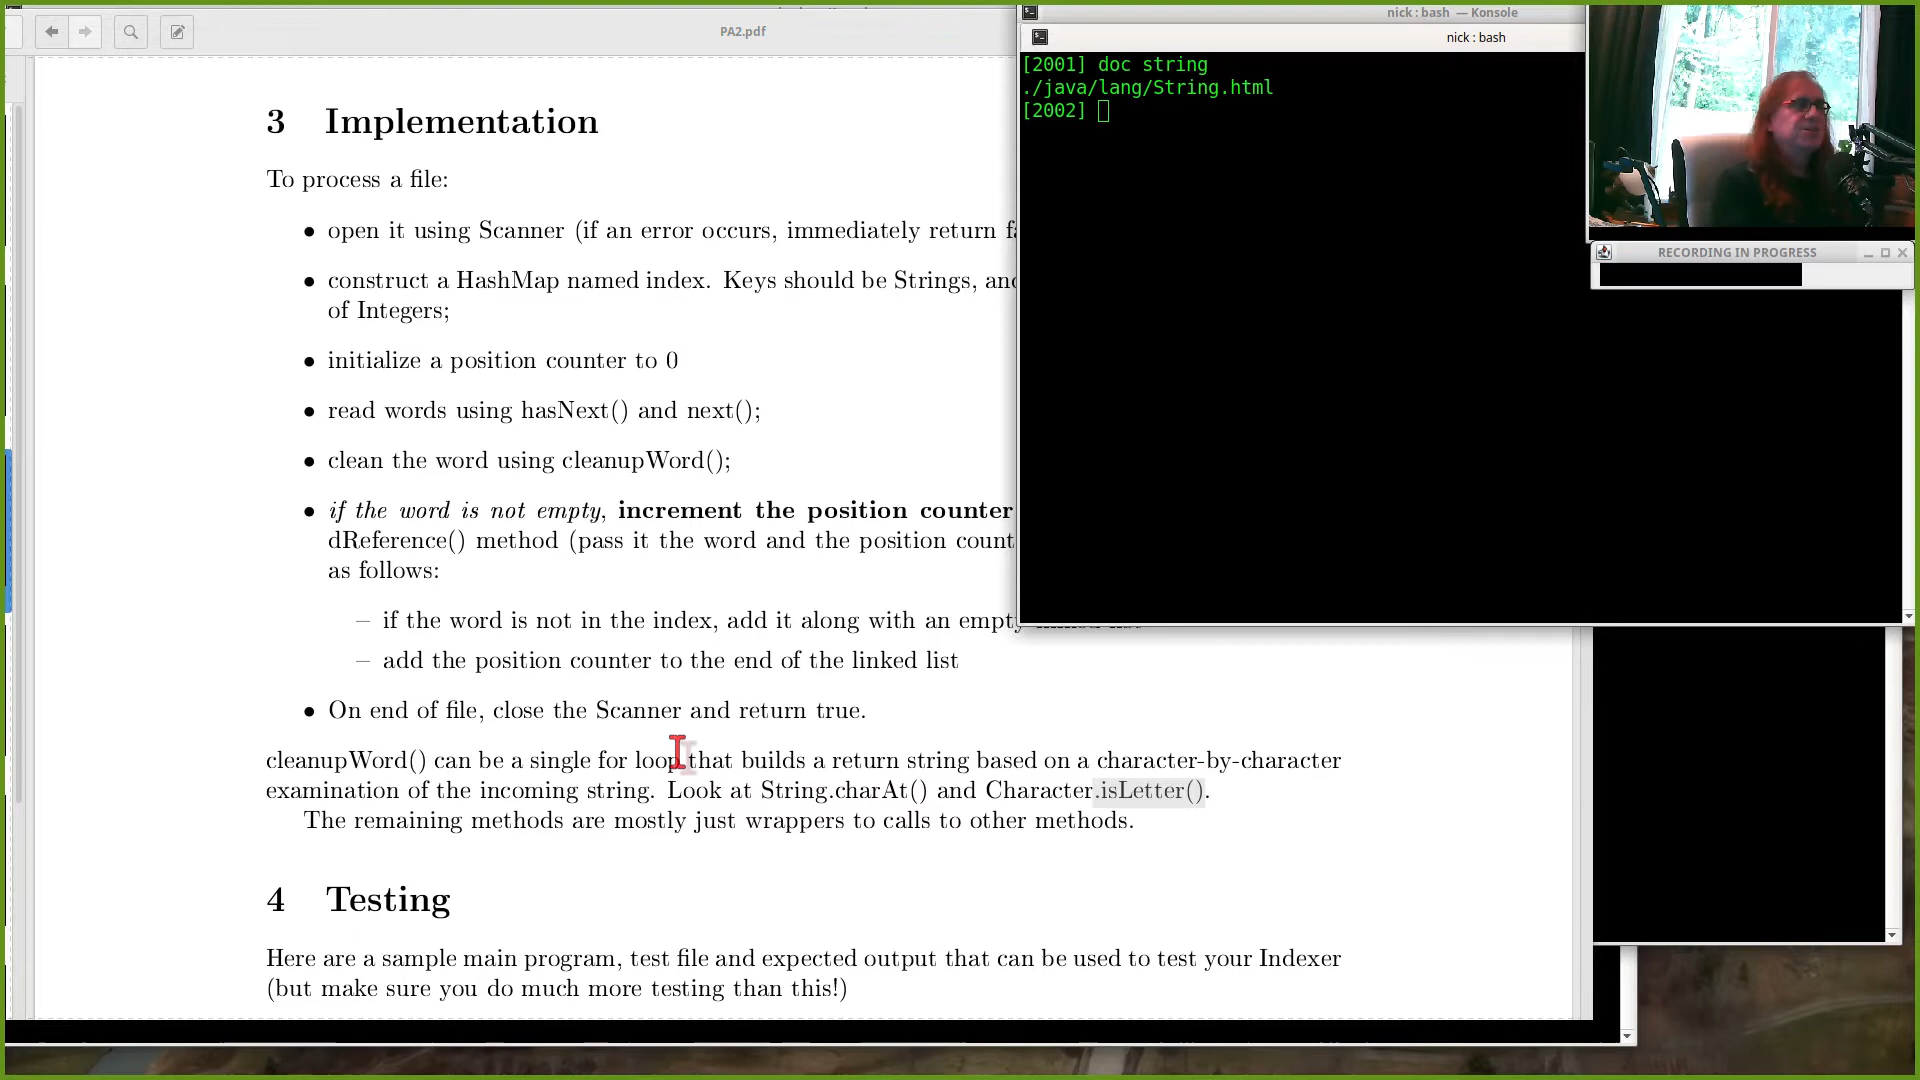 PA2.pdf
3 Implementation
To process a file:
• open it using Scanner (if an error occurs, immediately return fa
• construct a HashMap named index. Keys should be Strings, and
of Integers;
• initialize a position counter to 0
• read words using hasNext() and next();
• clean the word using cleanupWord();
• if the word is not empty, increment the position counter
dReference() method (pass it the word and the position count
as follows:
– if the word is not in the index, add it along with an empty
– add the position counter to the end of the linked list
• On end of file, close the Scanner and return true.
cleanupWord() can be a single for loop that builds a return string based on a character-by-character
examination of the incoming string. Look at String.charAt() and Character.isLetter().
The remaining methods are mostly just wrappers to calls to other methods.
4 Testing
Here are a sample main program, test file and expected output that can be used to test your Indexer
(but make sure you do much more testing than this!)
nick : bash — Konsole
nick : bash
[2001] doc string
./java/lang/String.html
[2002]
RECORDING IN PROGRESS